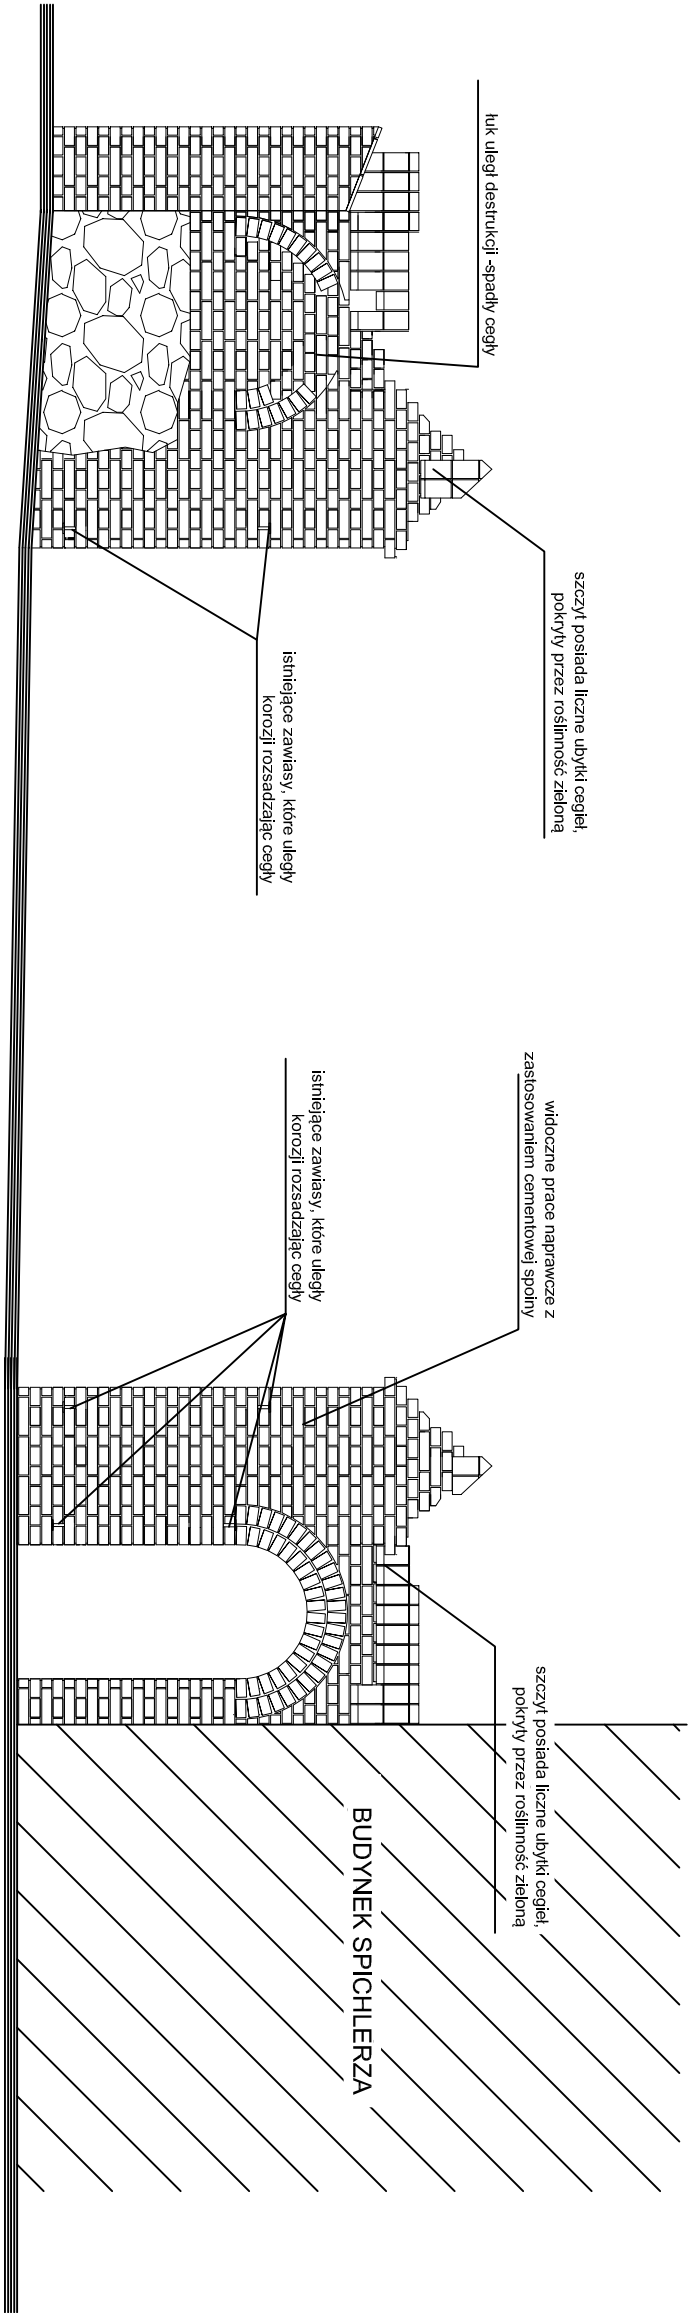 łuk uległ destrukcji -spadły cegły
szczyt posiada liczne ubytki cegieł,
pokryty przez roślinność zieloną
istniejące zawiasy, które uległy
korozji rozsadzając cegły
widoczne prace naprawcze z
zastosowaniem cementowej spoiny
istniejące zawiasy, które uległy
korozji rozsadzając cegły
szczyt posiada liczne ubytki cegieł,
pokryty przez roślinność zieloną
BUDYNEK SPICHLERZA